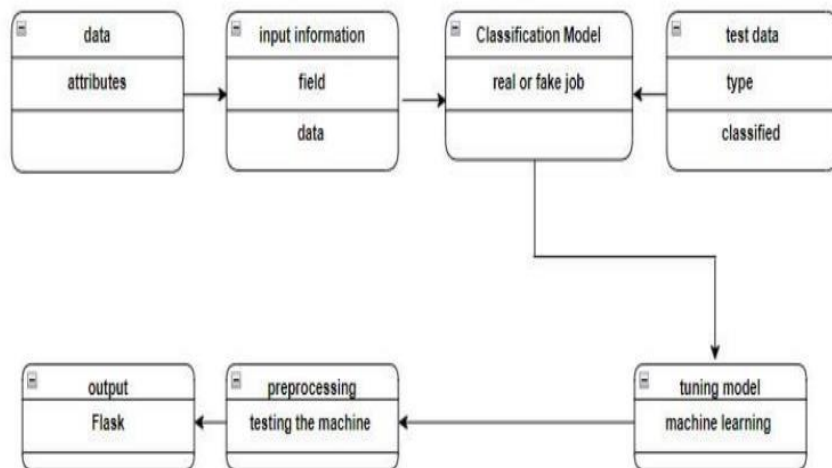 data
attributes
input information
field
data
Classification Model
real or fake job
test data
type
classified
output
Flask
preprocessing
testing the machine
tuning model
machine learning